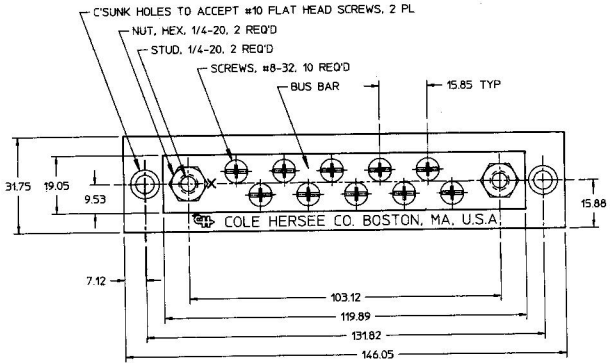 C'SUNK HOLES TO ACCEPT #10 FLAT HEAD SCREWS, 2 PL
NUT, HEX, 1/4-20, 2 REQ'D
STUD, 1/4-20, 2 REQ'D
SCREWS, #8-32, 10 REQ'D
BUS BAR
15.85 TYP
31.75
19.05
9.53
15.88
COLE HERSEE CO. BOSTON, MA, U.S.A
7.12
103.12
119.89
131.82
146.05